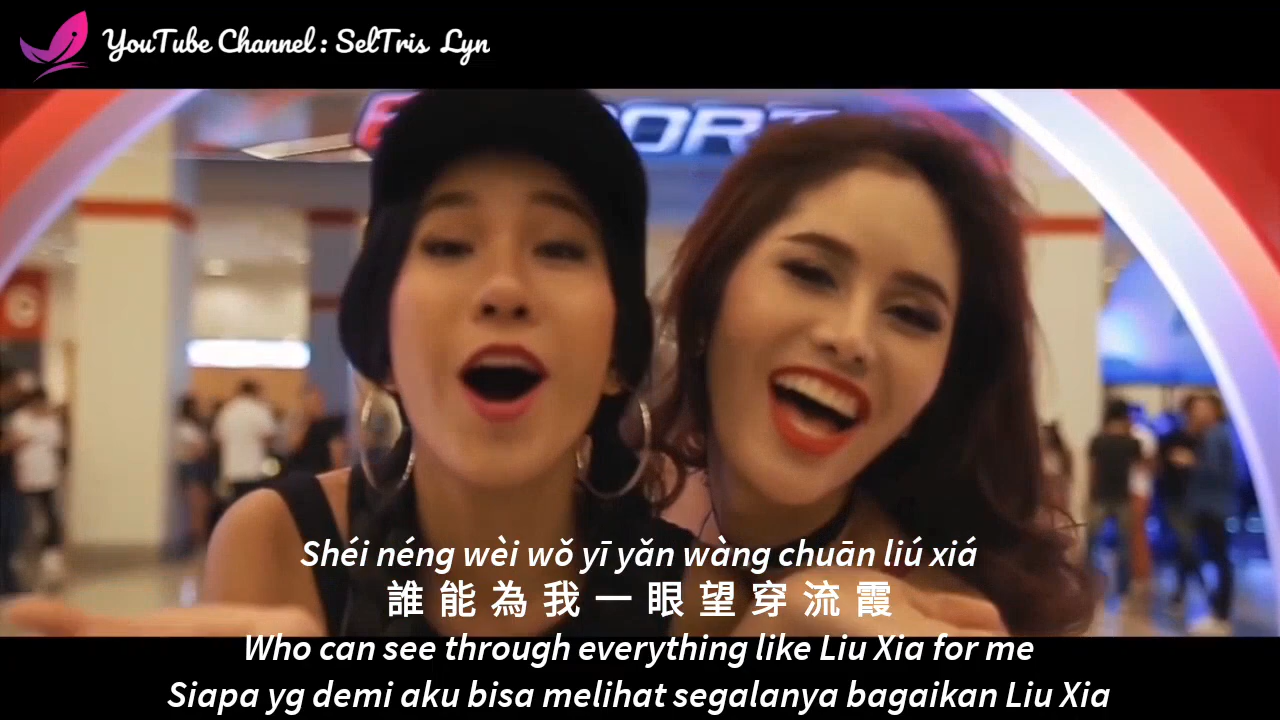 YouTube Channel : SelTris Lyn
Shéi néng wèi wǒ yī yǎn wàng chuān liú xiá
誰能為我一眼望穿流霞
Who can see through everything like Liu Xia for me
Siapa yg demi aku bisa melihat segalanya bagaikan Liu Xia